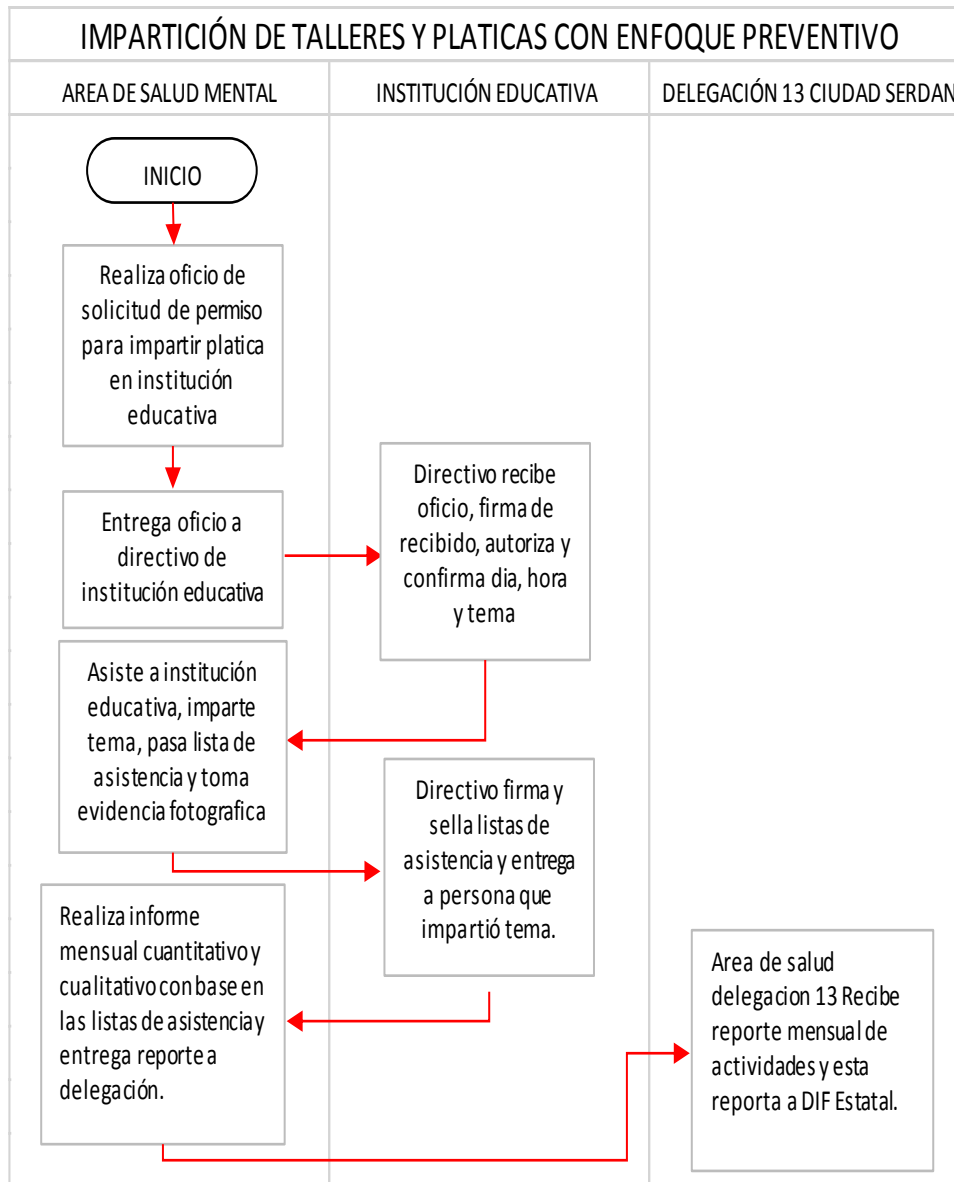 IMPARTICIÓN DE TALLERES Y PLATICAS CON ENFOQUE PREVENTIVO
AREA DE SALUD MENTAL
INSTITUCIÓN EDUCATIVA
DELEGACIÓN 13 CIUDAD SERDAN
INICIO
Realiza oficio de
solicitud de permiso
para impartir platica
en institución
educativa
Entrega oficio a
directivo de
institución educativa
Directivo recibe
oficio, firma de
recibido, autoriza y
confirma dia, hora
y tema
Asiste a institución
educativa, imparte
tema, pasa lista de
asistencia y toma
evidencia fotografica
Directivo firma y
sella listas de
asistencia y entrega
a persona que
impartió tema.
Realiza informe
mensual cuantitativo y
cualitativo con base en
las listas de asistencia y
entrega reporte a
delegación.
Area de salud
delegacion 13 Recibe
reporte mensual de
actividades y esta
reporta a DIF Estatal.